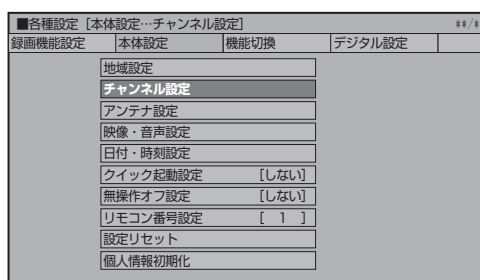 ■各種設定［本体設定…チャンネル設定］ **/*
録画機能設定 本体設定 機能切換 デジタル設定
地域設定
チャンネル設定
アンテナ設定
映像・音声設定
日付・時刻設定
クイック起動設定 [しない]
無操作オフ設定 [しない]
リモコン番号設定 [ 1 ]
設定リセット
個人情報初期化